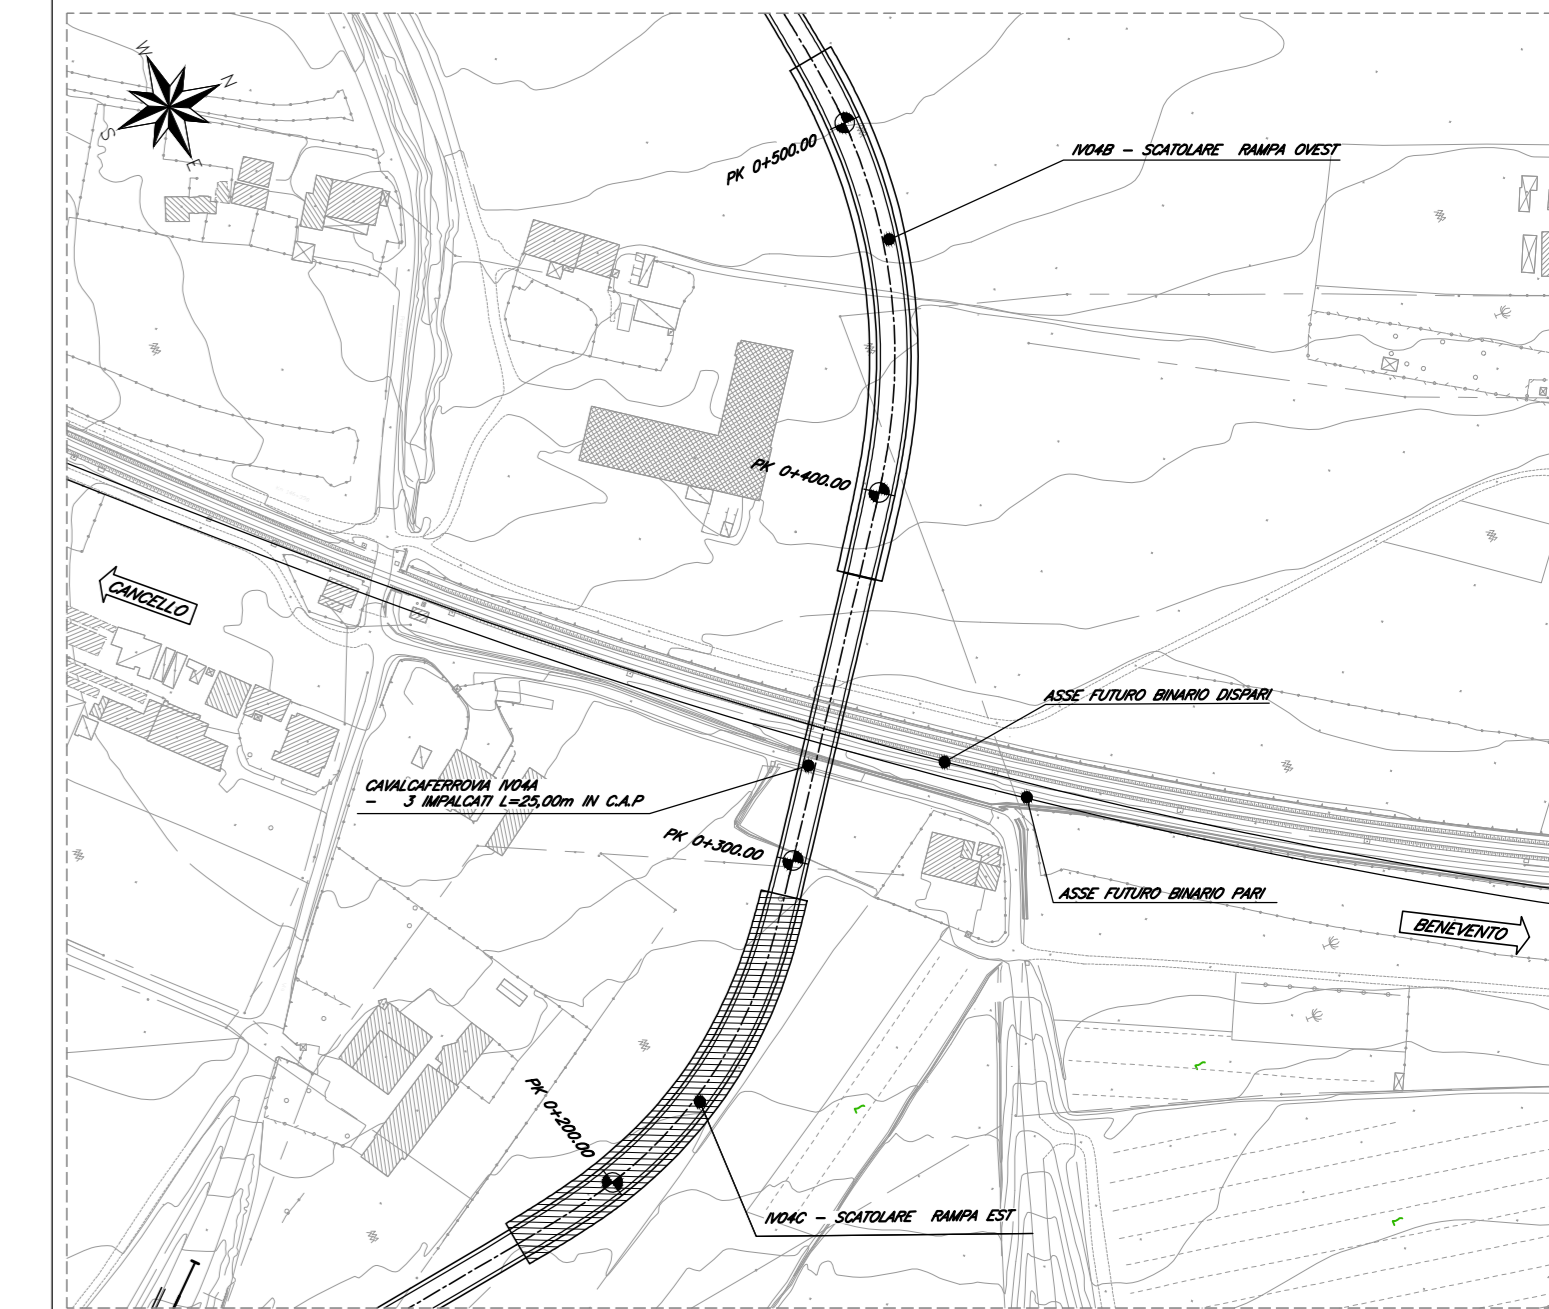 W
N
S
E
PK 0+500.00
IV04B - SCATOLARE RAMPA OVEST
PK 0+400.00
CANCELLO
ASSE FUTURO BINARIO DISPARI
CAVALCAFERROVIA IV04A
- 3 IMPALCATI L=25,00m IN C.A.P
PK 0+300.00
ASSE FUTURO BINARIO PARI
BENEVENTO
PK 0+200.00
IV04C - SCATOLARE RAMPA EST